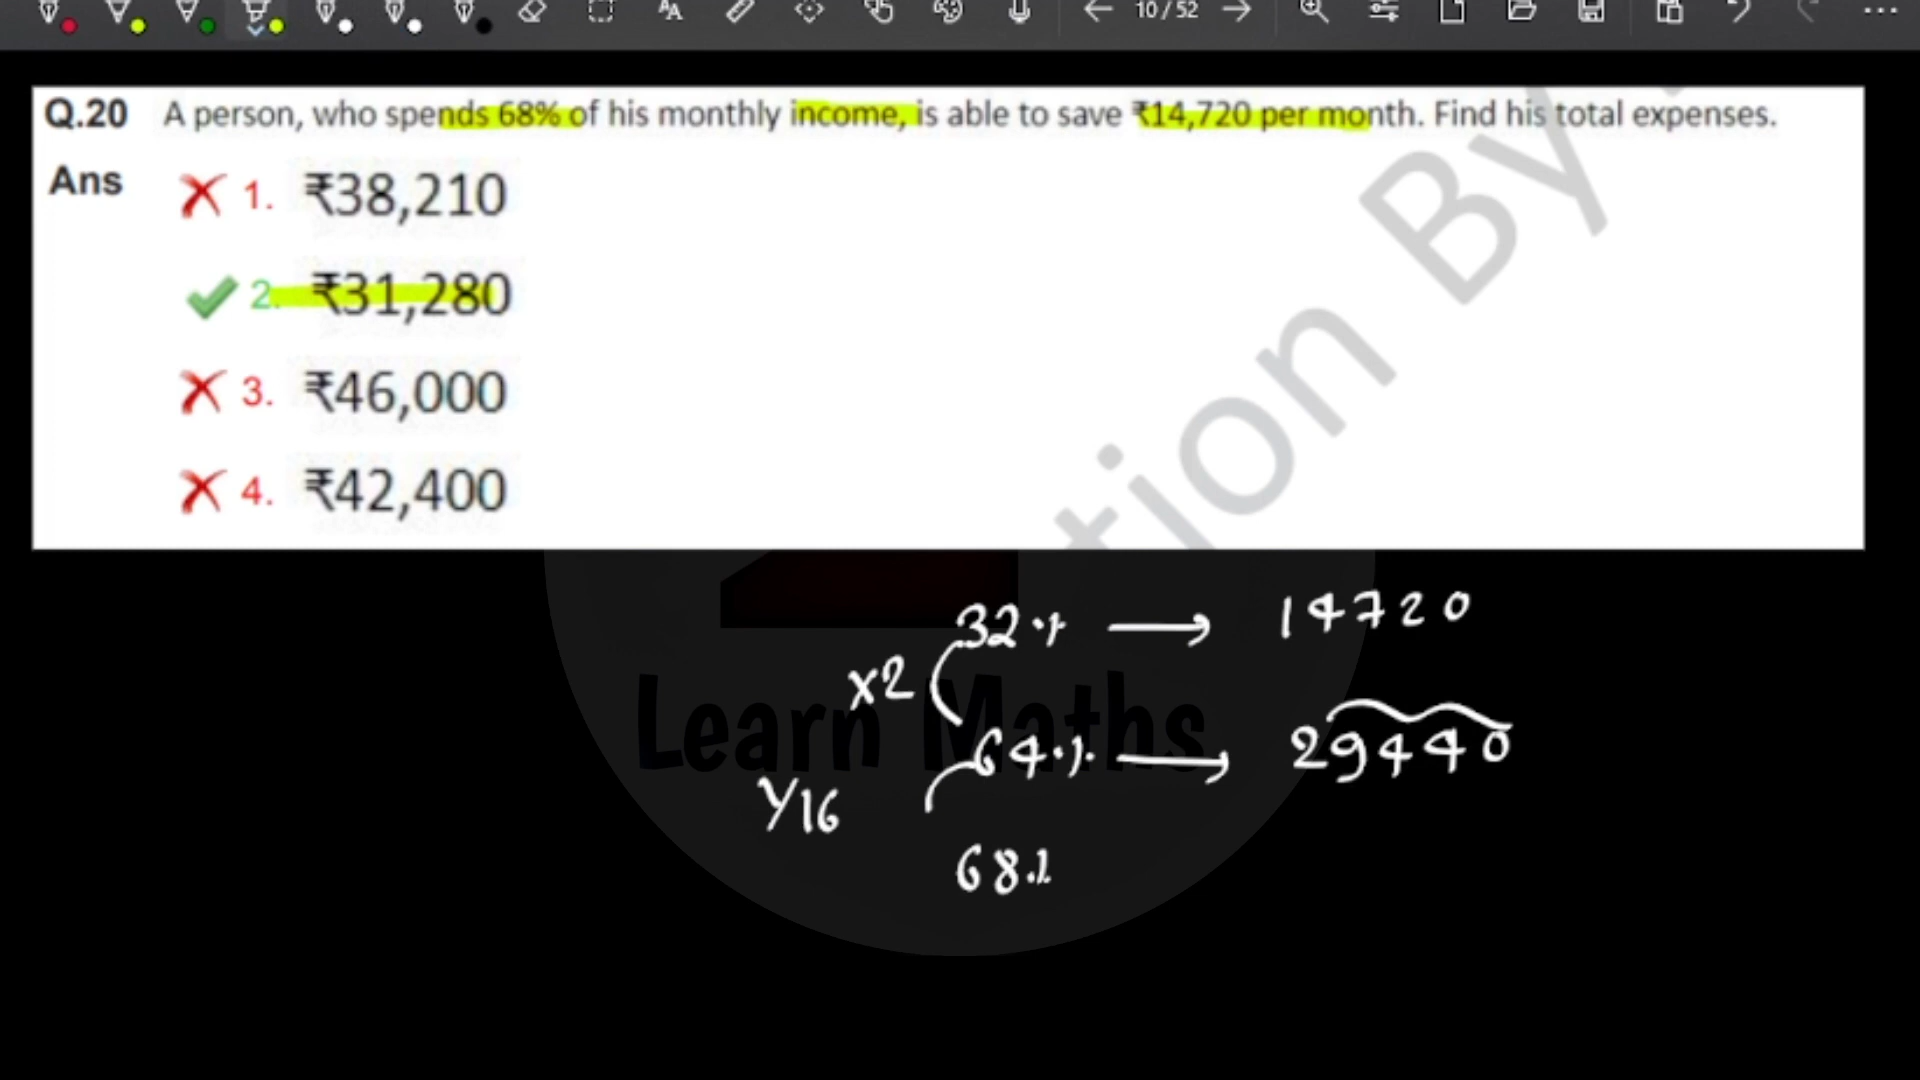 10 / 52
Q.20 A person, who spends 68% of his monthly income, is able to save ₹14,720 per month. Find his total expenses.
Ans 1. ₹38,210
2. ₹31,280
3. ₹46,000
4. ₹42,400
tion By
32% → 14720
x2
Learn Maths
64% → 29440
1/16
68%